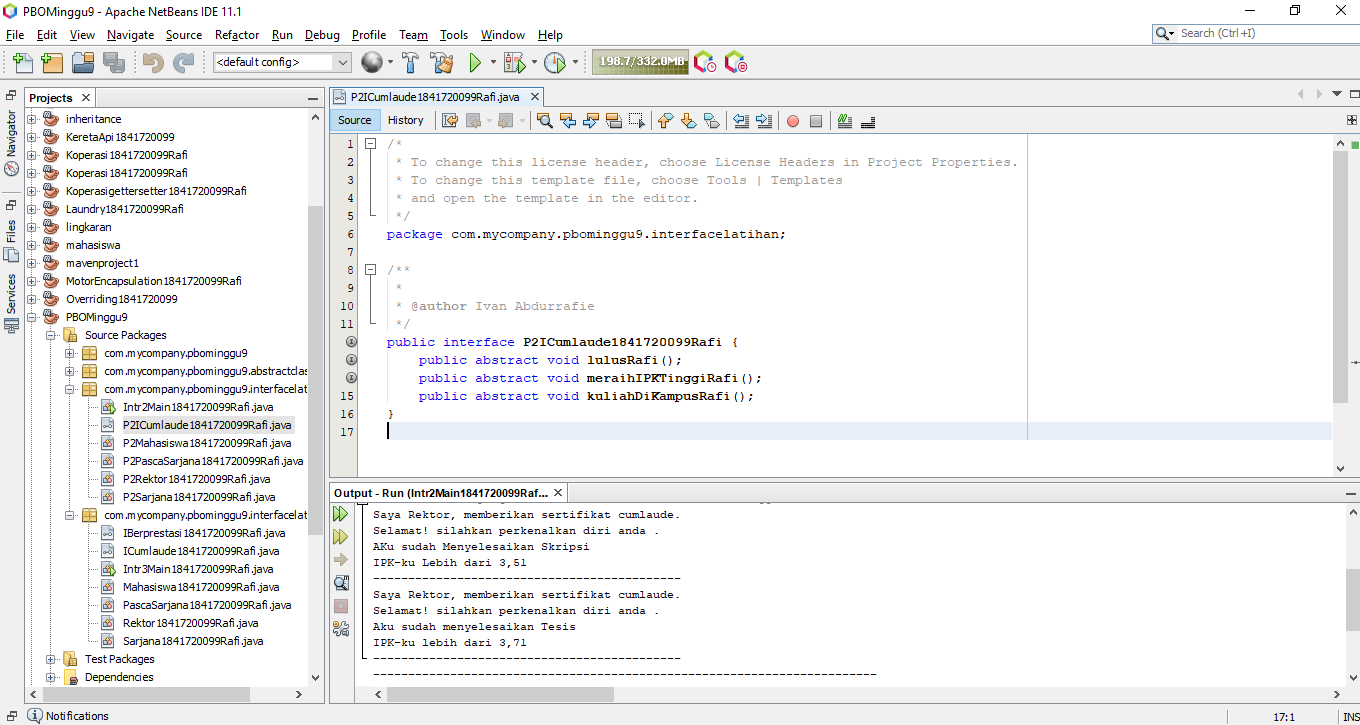 PBOMinggu9 - Apache NetBeans IDE 11.1
File Edit View Navigate Source Refactor Run Debug Profile Team Tools Window Help
Search (Ctrl+I)
<default config>
198.7/332.0MB
Projects
Navigator
Files
Services
inheritance
KeretaApi1841720099
Koperasi1841720099Rafi
Koperasi1841720099Rafi
Koperasigettersetter1841720099Rafi
Laundry1841720099Rafi
lingkaran
mahasiswa
mavenproject1
MotorEncapsulation1841720099Rafi
Overriding1841720099
PBOMinggu9
Source Packages
com.mycompany.pbominggu9
com.mycompany.pbominggu9.abstractclas
com.mycompany.pbominggu9.interfacelat
Intr2Main1841720099Rafi.java
P2ICumlaude1841720099Rafi.java
P2Mahasiswa1841720099Rafi.java
P2PascaSarjana1841720099Rafi.java
P2Rektor1841720099Rafi.java
P2Sarjana1841720099Rafi.java
com.mycompany.pbominggu9.interfacelat
IBerprestasi1841720099Rafi.java
ICumlaude1841720099Rafi.java
Intr3Main1841720099Rafi.java
Mahasiswa1841720099Rafi.java
PascaSarjana1841720099Rafi.java
Rektor1841720099Rafi.java
Sarjana1841720099Rafi.java
Test Packages
Dependencies
P2ICumlaude1841720099Rafi.java
Source History
1 /*
2 * To change this license header, choose License Headers in Project Properties.
3 * To change this template file, choose Tools | Templates
4 * and open the template in the editor.
5 */
6 package com.mycompany.pbominggu9.interfacelatihan;
7
8 /**
9 *
10 * @author Ivan Abdurrafie
11 */
public interface P2ICumlaude1841720099Rafi {
public abstract void lulusRafi();
public abstract void meraihIPKTinggiRafi();
15 public abstract void kuliahDiKampusRafi();
16 }
17
Output - Run (Intr2Main1841720099Raf...
Saya Rektor, memberikan sertifikat cumlaude.
Selamat! silahkan perkenalkan diri anda .
AKu sudah Menyelesaikan Skripsi
IPK-ku Lebih dari 3,51
--------------------------------------------
Saya Rektor, memberikan sertifikat cumlaude.
Selamat! silahkan perkenalkan diri anda .
Aku sudah menyelesaikan Tesis
IPK-ku lebih dari 3,71
--------------------------------------------
------------------------------------------------------------------------
Notifications
17:1
INS